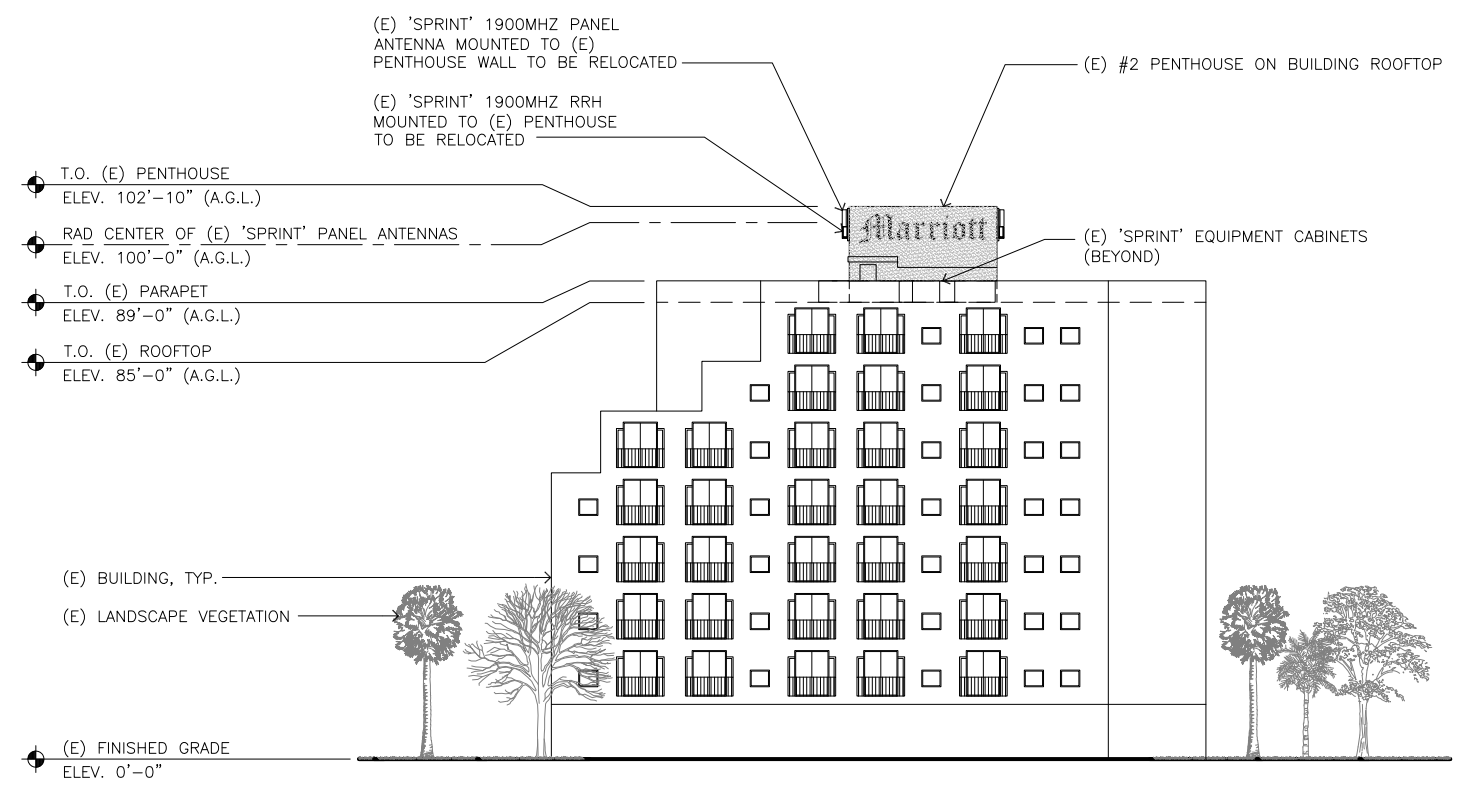 (E) 'SPRINT' 1900MHZ PANEL
ANTENNA MOUNTED TO (E)
PENTHOUSE WALL TO BE RELOCATED
(E) #2 PENTHOUSE ON BUILDING ROOFTOP
(E) 'SPRINT' 1900MHZ RRH
MOUNTED TO (E) PENTHOUSE
TO BE RELOCATED
T.O. (E) PENTHOUSE
ELEV. 102'-10" (A.G.L.)
Marriott
RAD CENTER OF (E) 'SPRINT' PANEL ANTENNAS
ELEV. 100'-0" (A.G.L.)
(E) 'SPRINT' EQUIPMENT CABINETS
(BEYOND)
T.O. (E) PARAPET
ELEV. 89'-0" (A.G.L.)
T.O. (E) ROOFTOP
ELEV. 85'-0" (A.G.L.)
(E) BUILDING, TYP.
(E) LANDSCAPE VEGETATION
(E) FINISHED GRADE
ELEV. 0'-0"